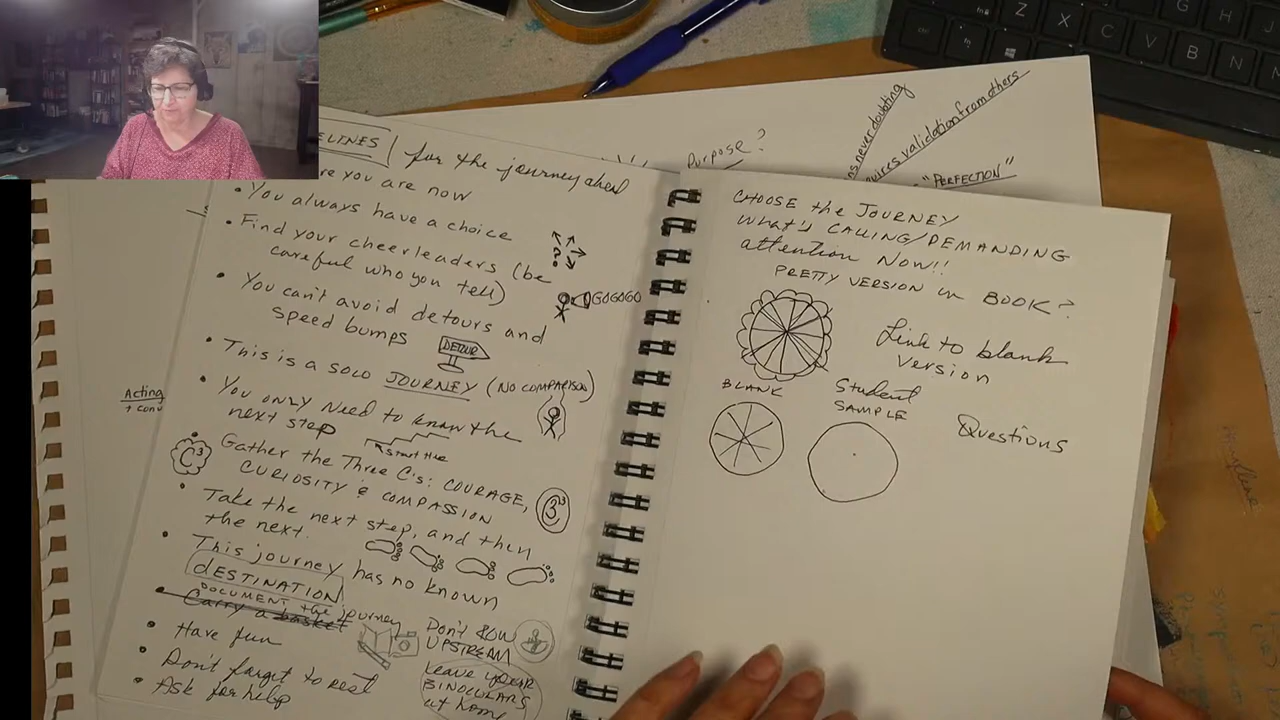 Purpose?
ns never doubting
quires validation from others
"PERFECTION"
ELINES for the journey ahed
re you are now
• You always have a choice
• Find your cheerleaders (be
careful who you tell)
GOGOGO
• You can't avoid detours and
speed bumps
DETOUR
• This is a solo JOURNEY (NO COMPARISON)
• You only need to know the
next step
START Here
• Gather the Three C's: COURAGE,
CURIOSITY & COMPASSION
C³
• Take the next step, and then
the next.
• This journey has no known
DESTINATION
DOCUMENT the journey
• Carry a basket
• Have fun
• Don't forget to rest
• Ask for help
Don't ROW
UPSTREAM
Leave your
BINOCULARS
at home
Acting
+ conv
CHOOSE the JOURNEY
What's CALLING/DEMANDING
attention NOW!!
PRETTY VERSION in BOOK?
Link to blank
version
BLANK
Student
SAMPLE
Questions
Z X C V B N
G H J